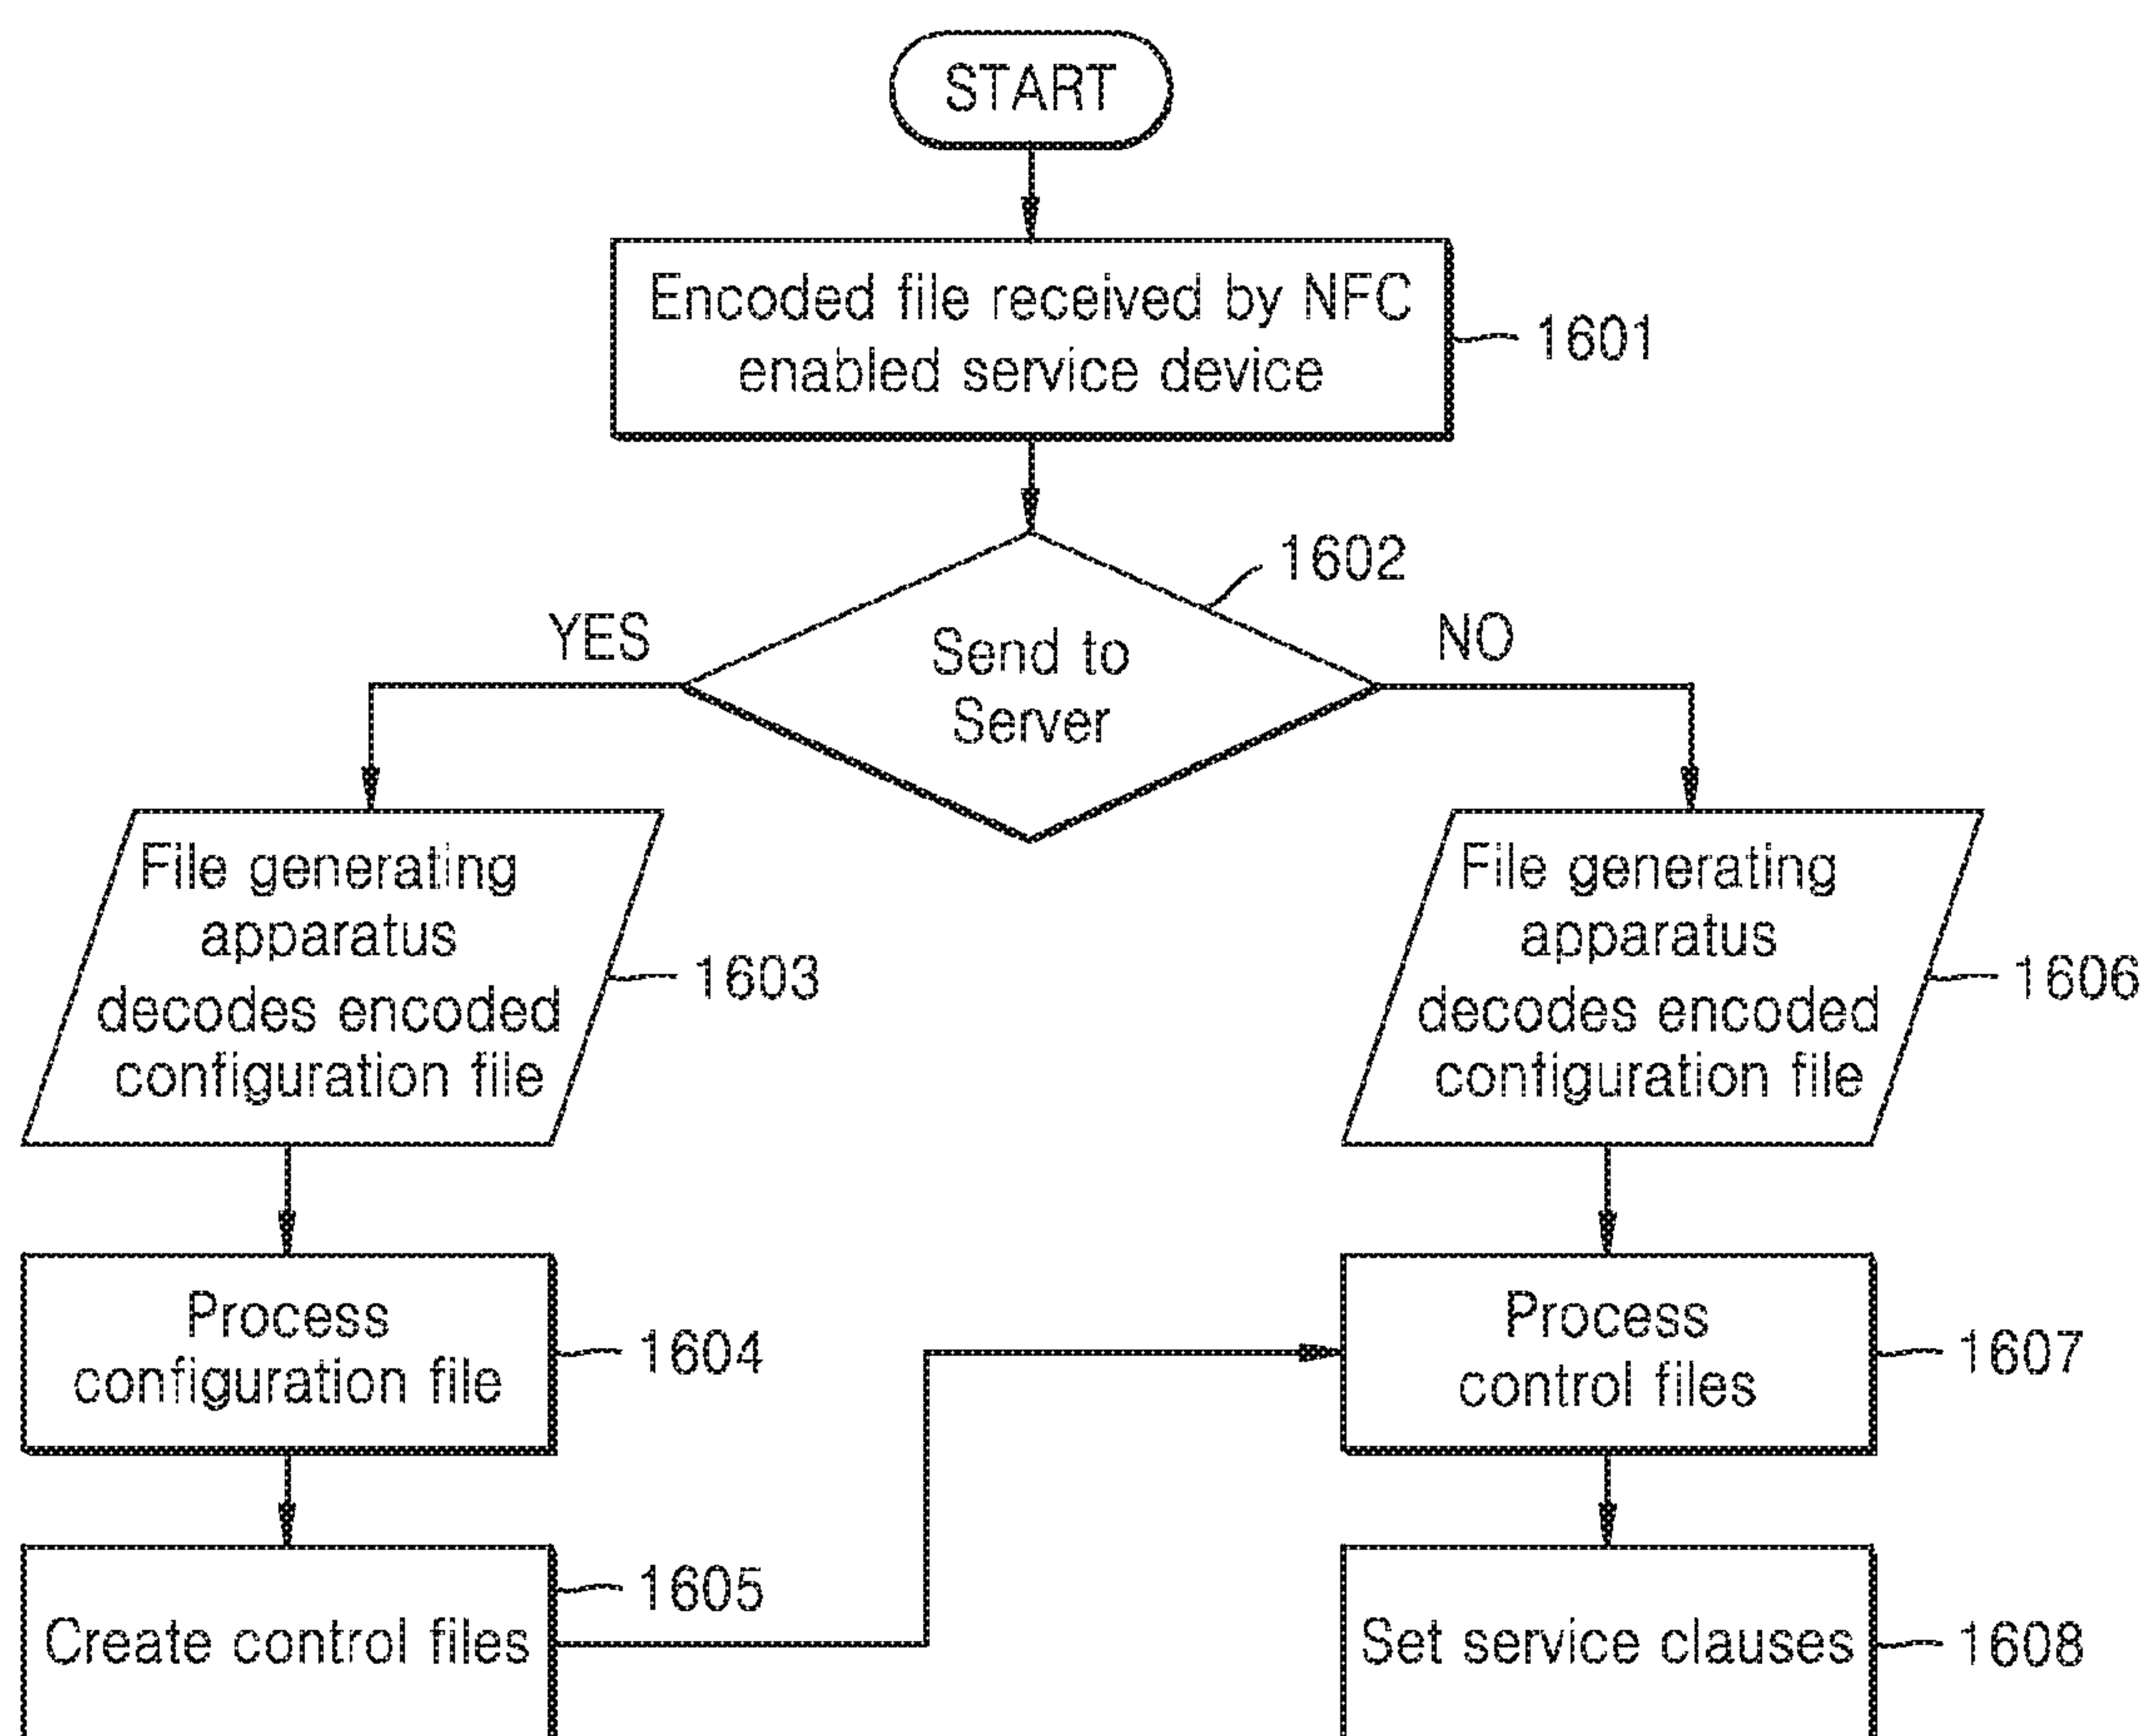 START
Encoded file received by NFC
enabled service device
1601
1602
YES
NO
Send to
Server
File generating
apparatus
decodes encoded
configuration file
1603
File generating
apparatus
decodes encoded
configuration file
1606
Process
configuration file
1604
Process
control files
1607
Create control files
1605
Set service clauses
1608